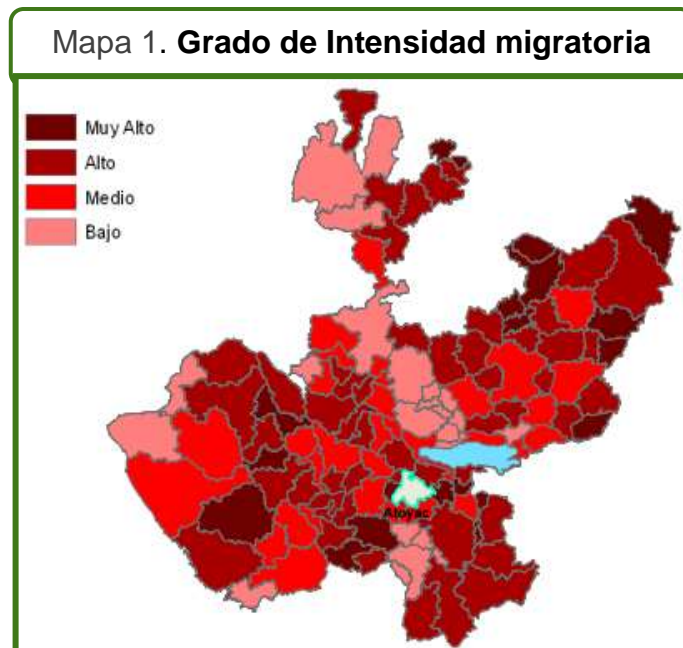 Mapa 1. Grado de Intensidad migratoria
Muy Alto
Alto
Medio
Bajo
Atoyac